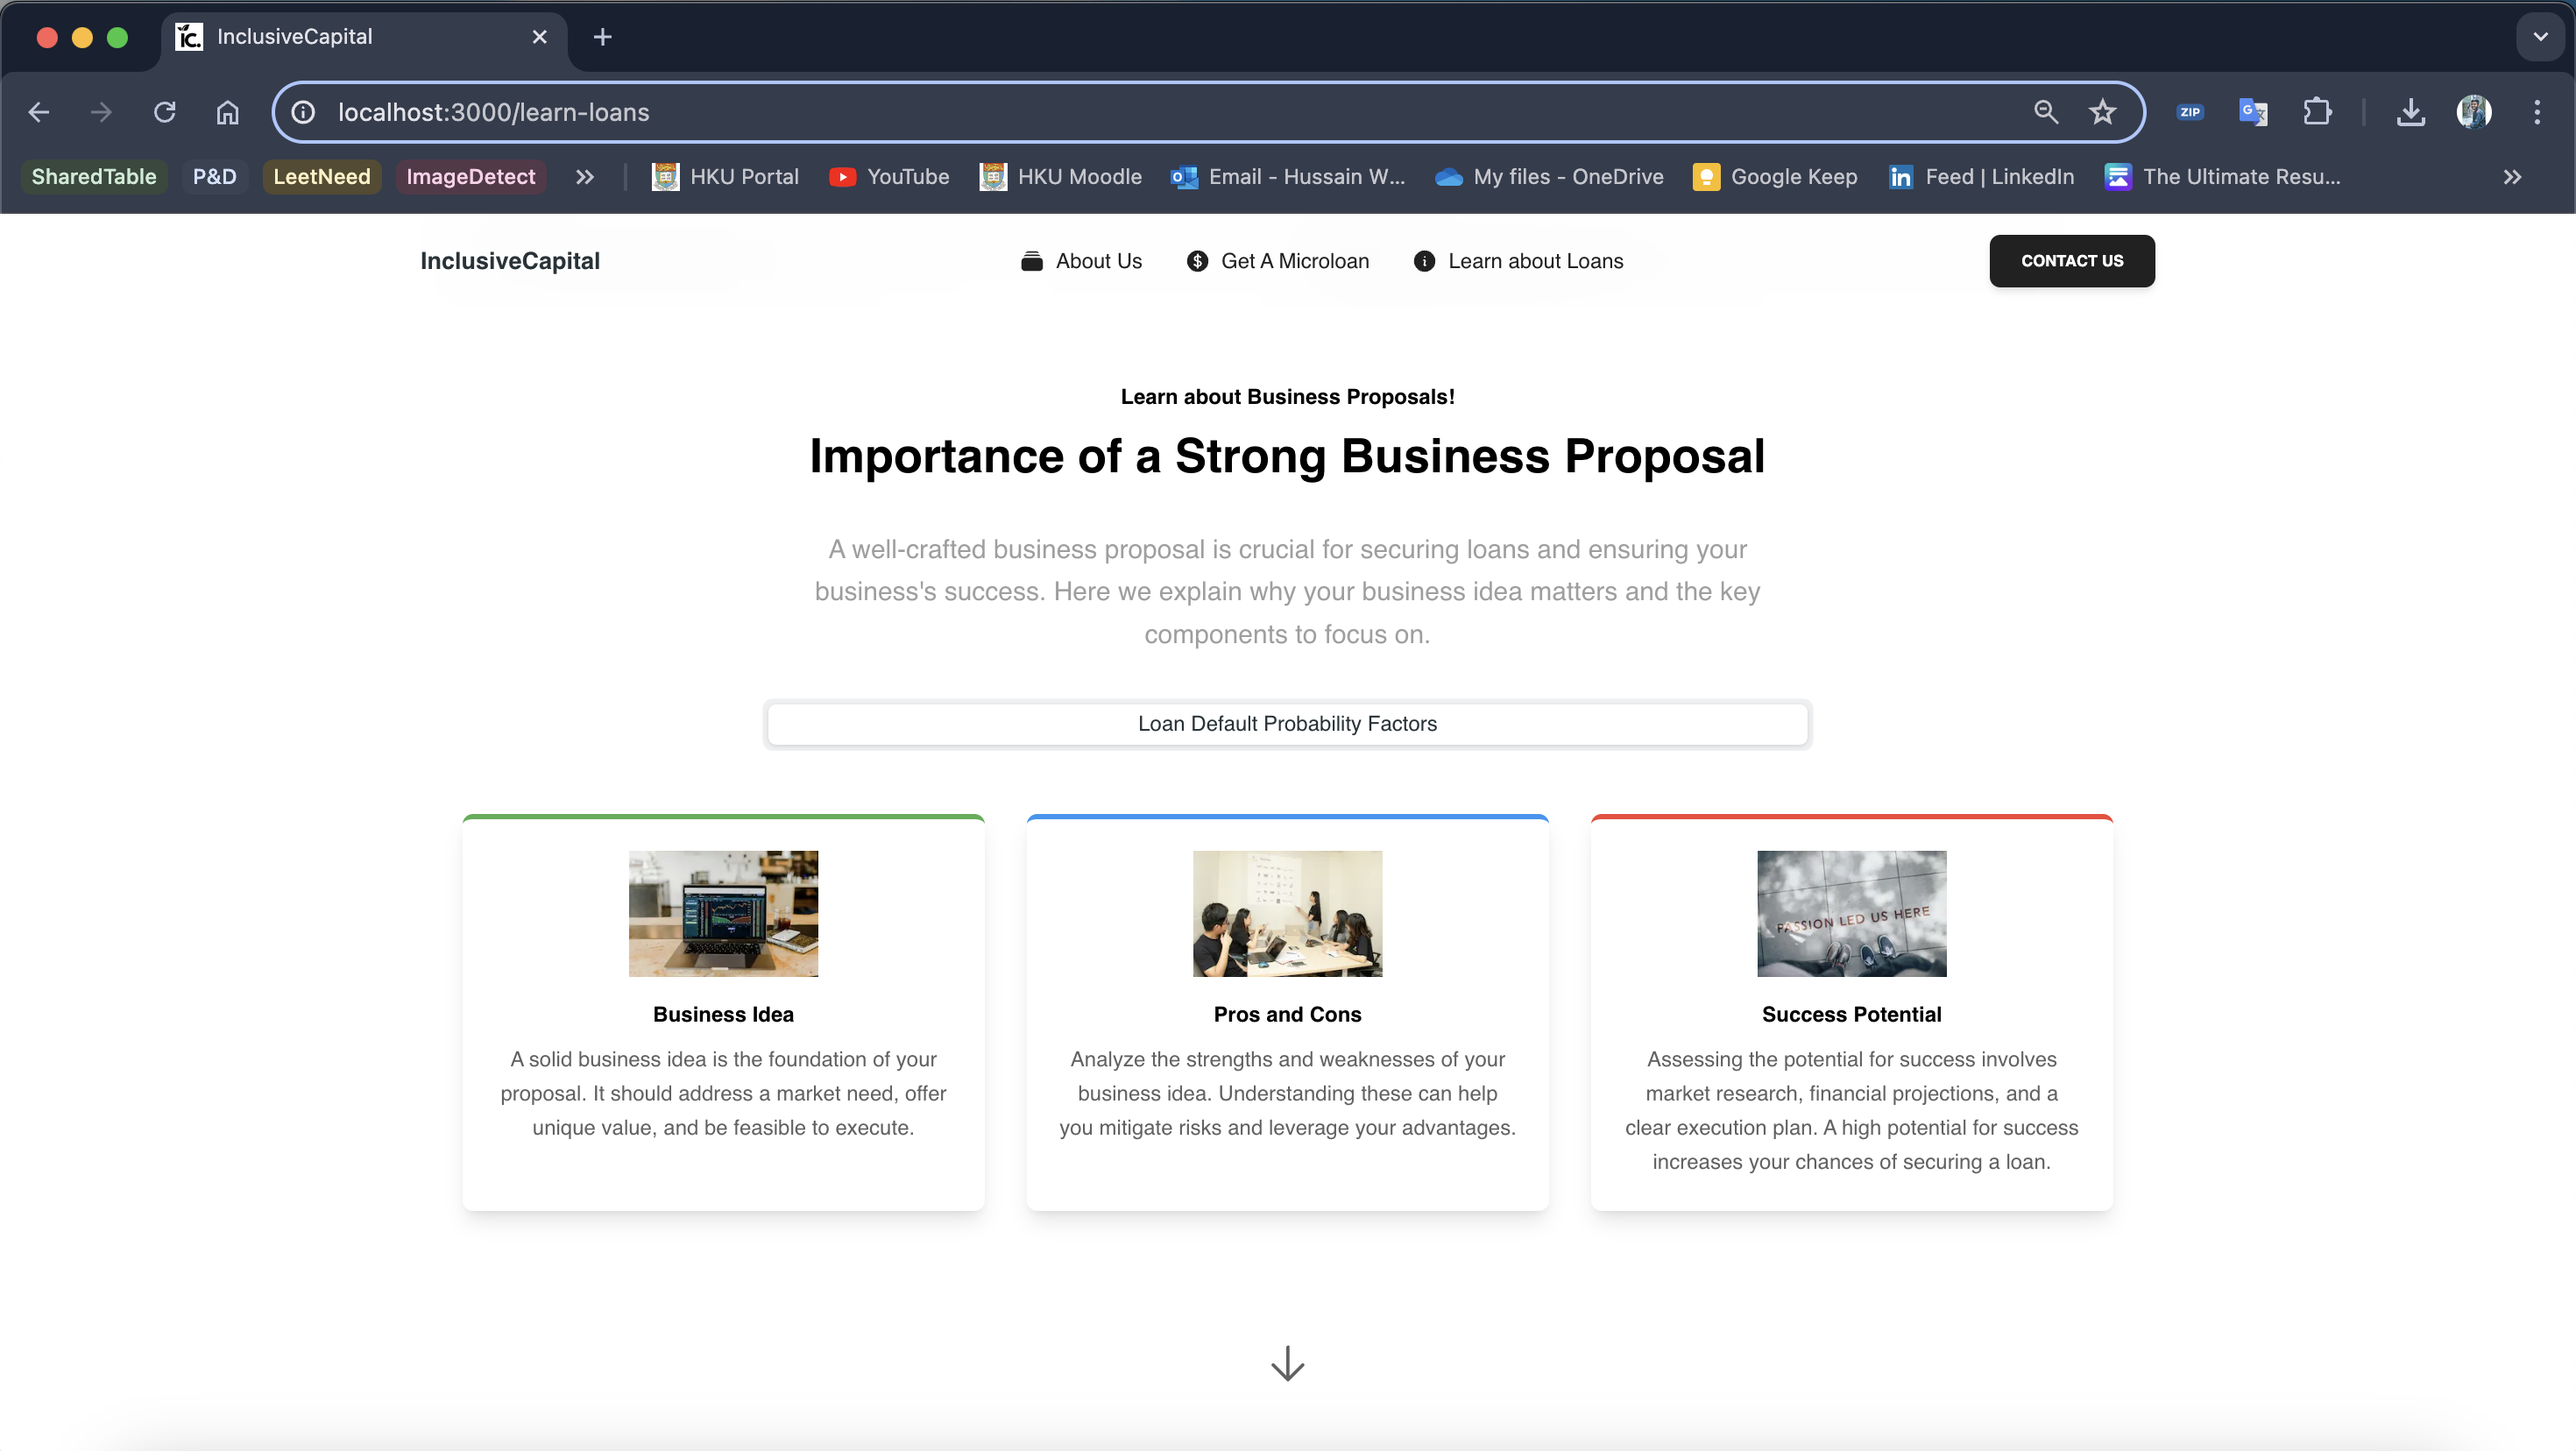 ic. InclusiveCapital
localhost:3000/learn-loans
ZIP
SharedTable P&D LeetNeed ImageDetect HKU Portal YouTube HKU Moodle Email - Hussain W... My files - OneDrive Google Keep Feed | LinkedIn The Ultimate Resu...
InclusiveCapital About Us Get A Microloan Learn about Loans CONTACT US
Learn about Business Proposals!
Importance of a Strong Business Proposal
A well-crafted business proposal is crucial for securing loans and ensuring your
business's success. Here we explain why your business idea matters and the key
components to focus on.
Loan Default Probability Factors
Business Idea
A solid business idea is the foundation of your
proposal. It should address a market need, offer
unique value, and be feasible to execute.
Pros and Cons
Analyze the strengths and weaknesses of your
business idea. Understanding these can help
you mitigate risks and leverage your advantages.
PASSION LED US HERE
Success Potential
Assessing the potential for success involves
market research, financial projections, and a
clear execution plan. A high potential for success
increases your chances of securing a loan.